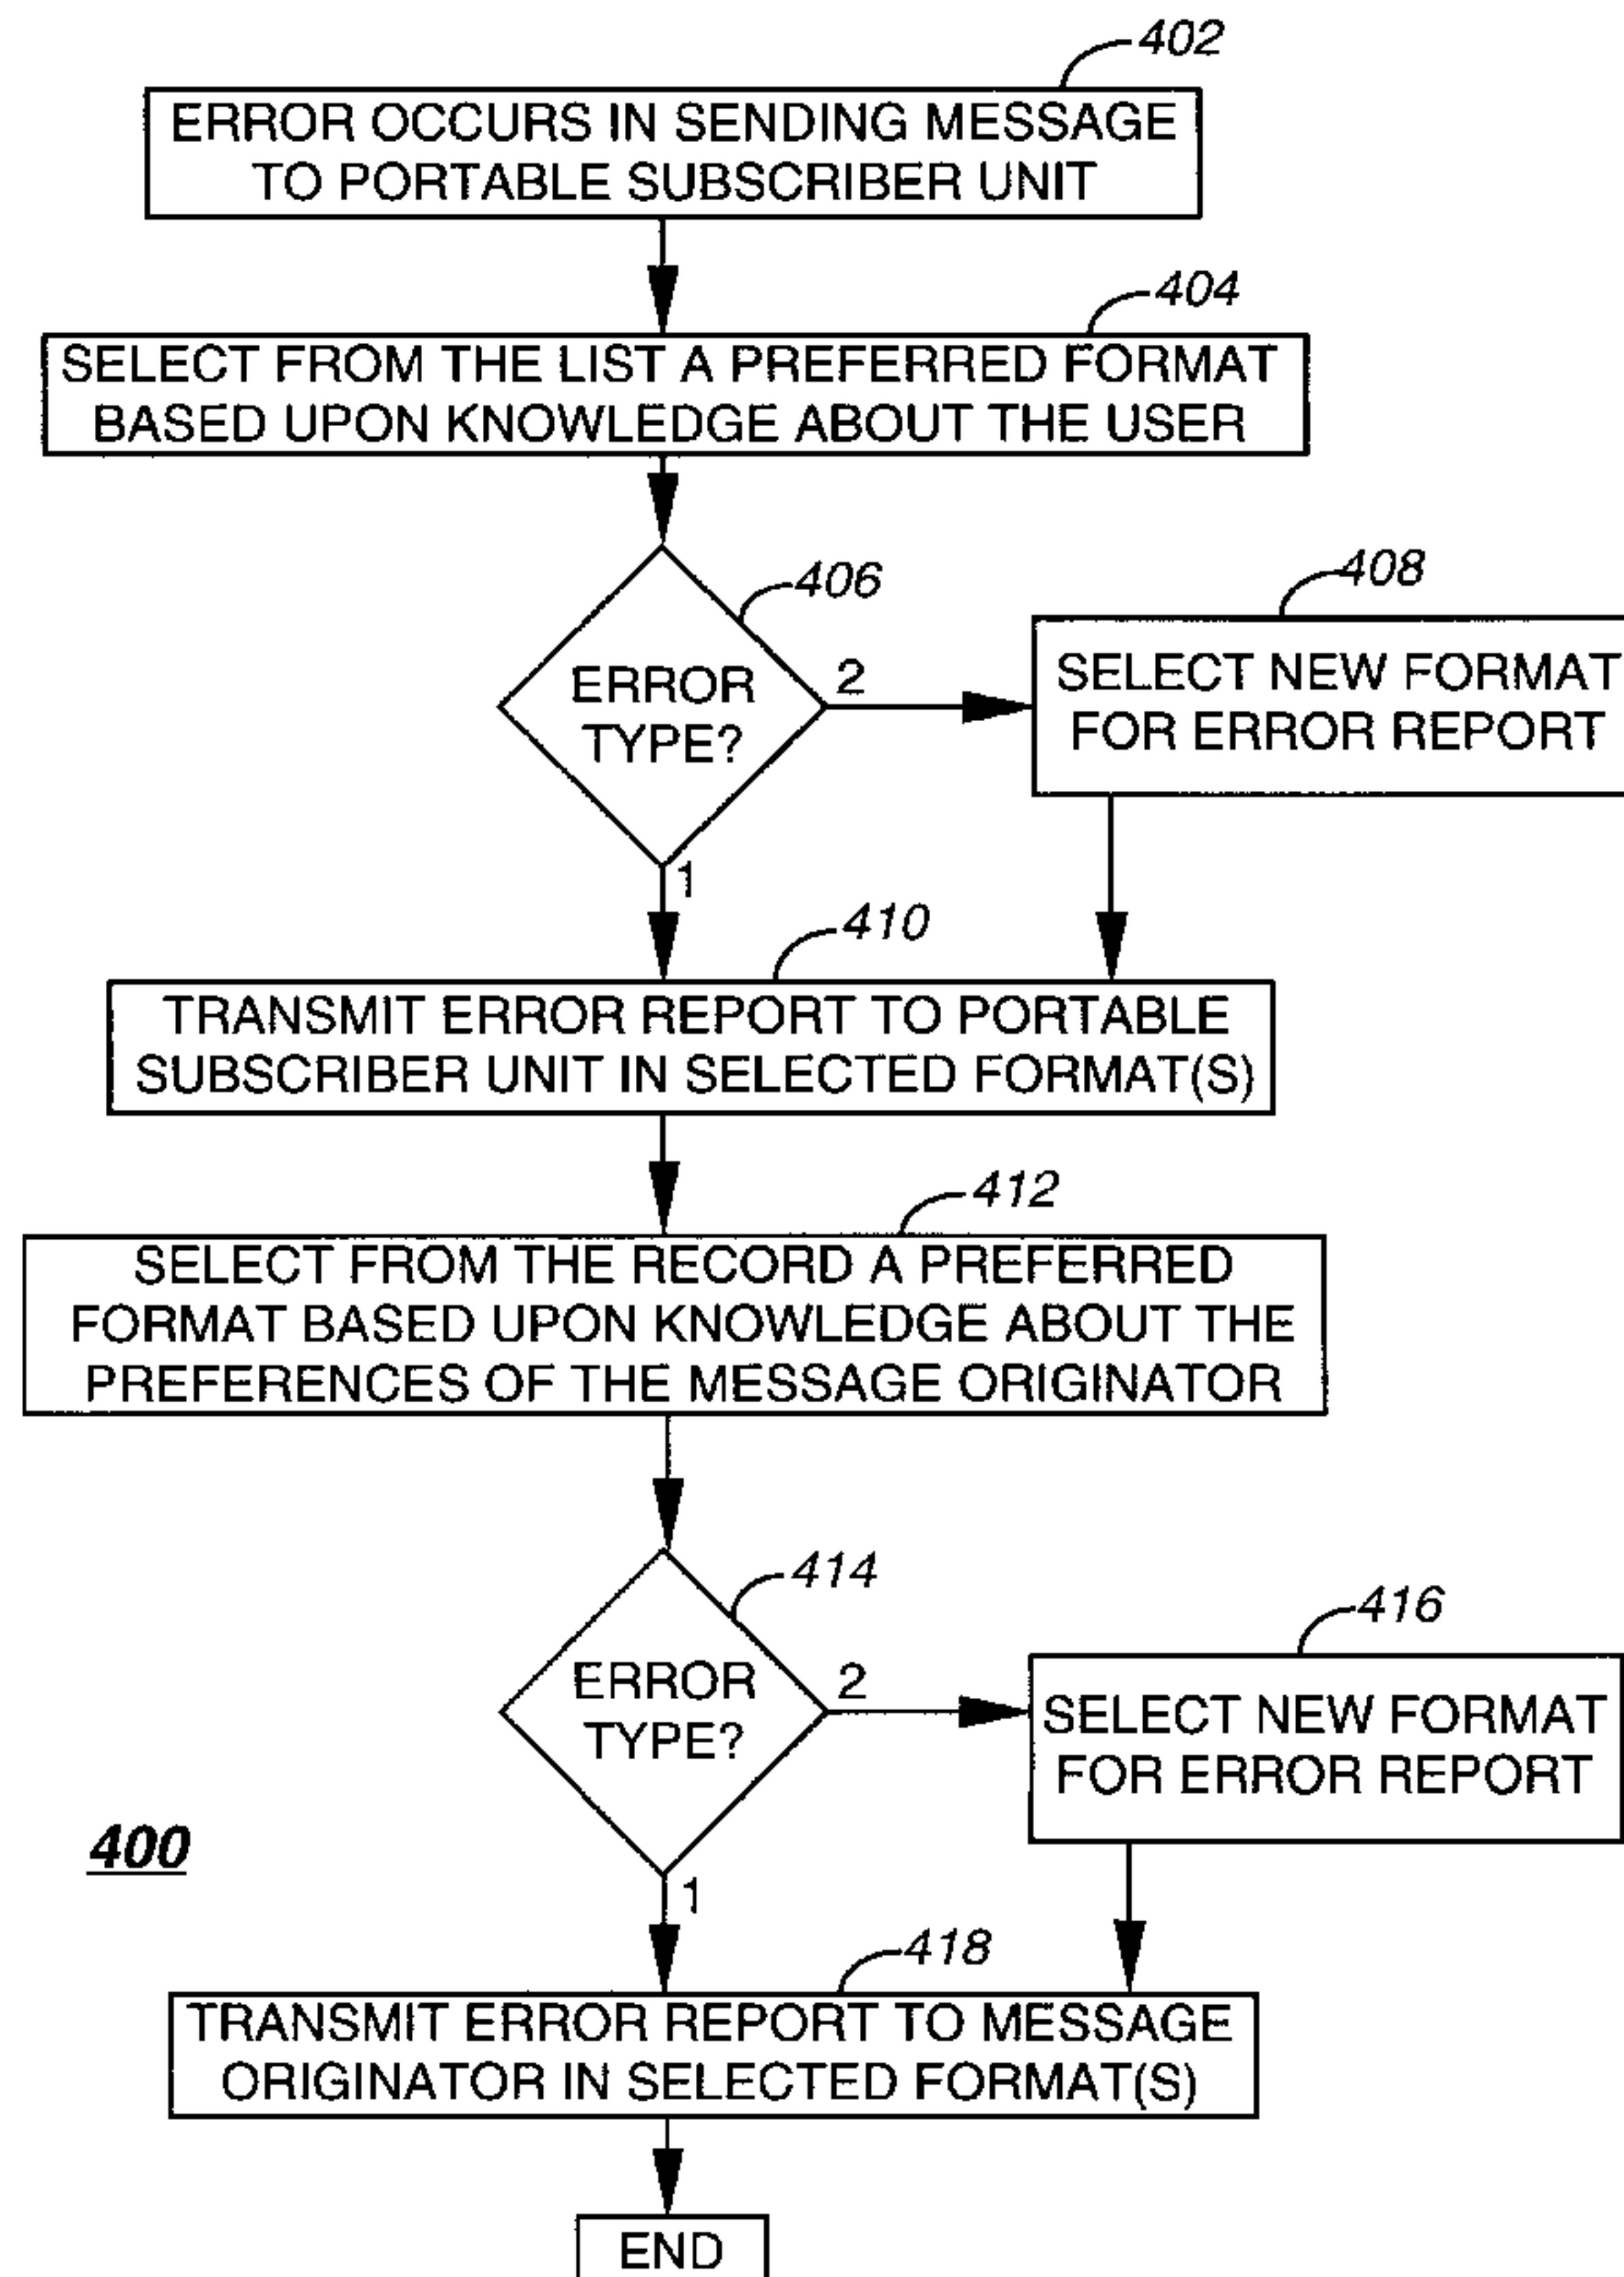 402
ERROR OCCURS IN SENDING MESSAGE
TO PORTABLE SUBSCRIBER UNIT
404
SELECT FROM THE LIST A PREFERRED FORMAT
BASED UPON KNOWLEDGE ABOUT THE USER
406
ERROR
TYPE?
2
1
408
SELECT NEW FORMAT
FOR ERROR REPORT
410
TRANSMIT ERROR REPORT TO PORTABLE
SUBSCRIBER UNIT IN SELECTED FORMAT(S)
412
SELECT FROM THE RECORD A PREFERRED
FORMAT BASED UPON KNOWLEDGE ABOUT THE
PREFERENCES OF THE MESSAGE ORIGINATOR
414
ERROR
TYPE?
2
1
416
SELECT NEW FORMAT
FOR ERROR REPORT
400
418
TRANSMIT ERROR REPORT TO MESSAGE
ORIGINATOR IN SELECTED FORMAT(S)
END